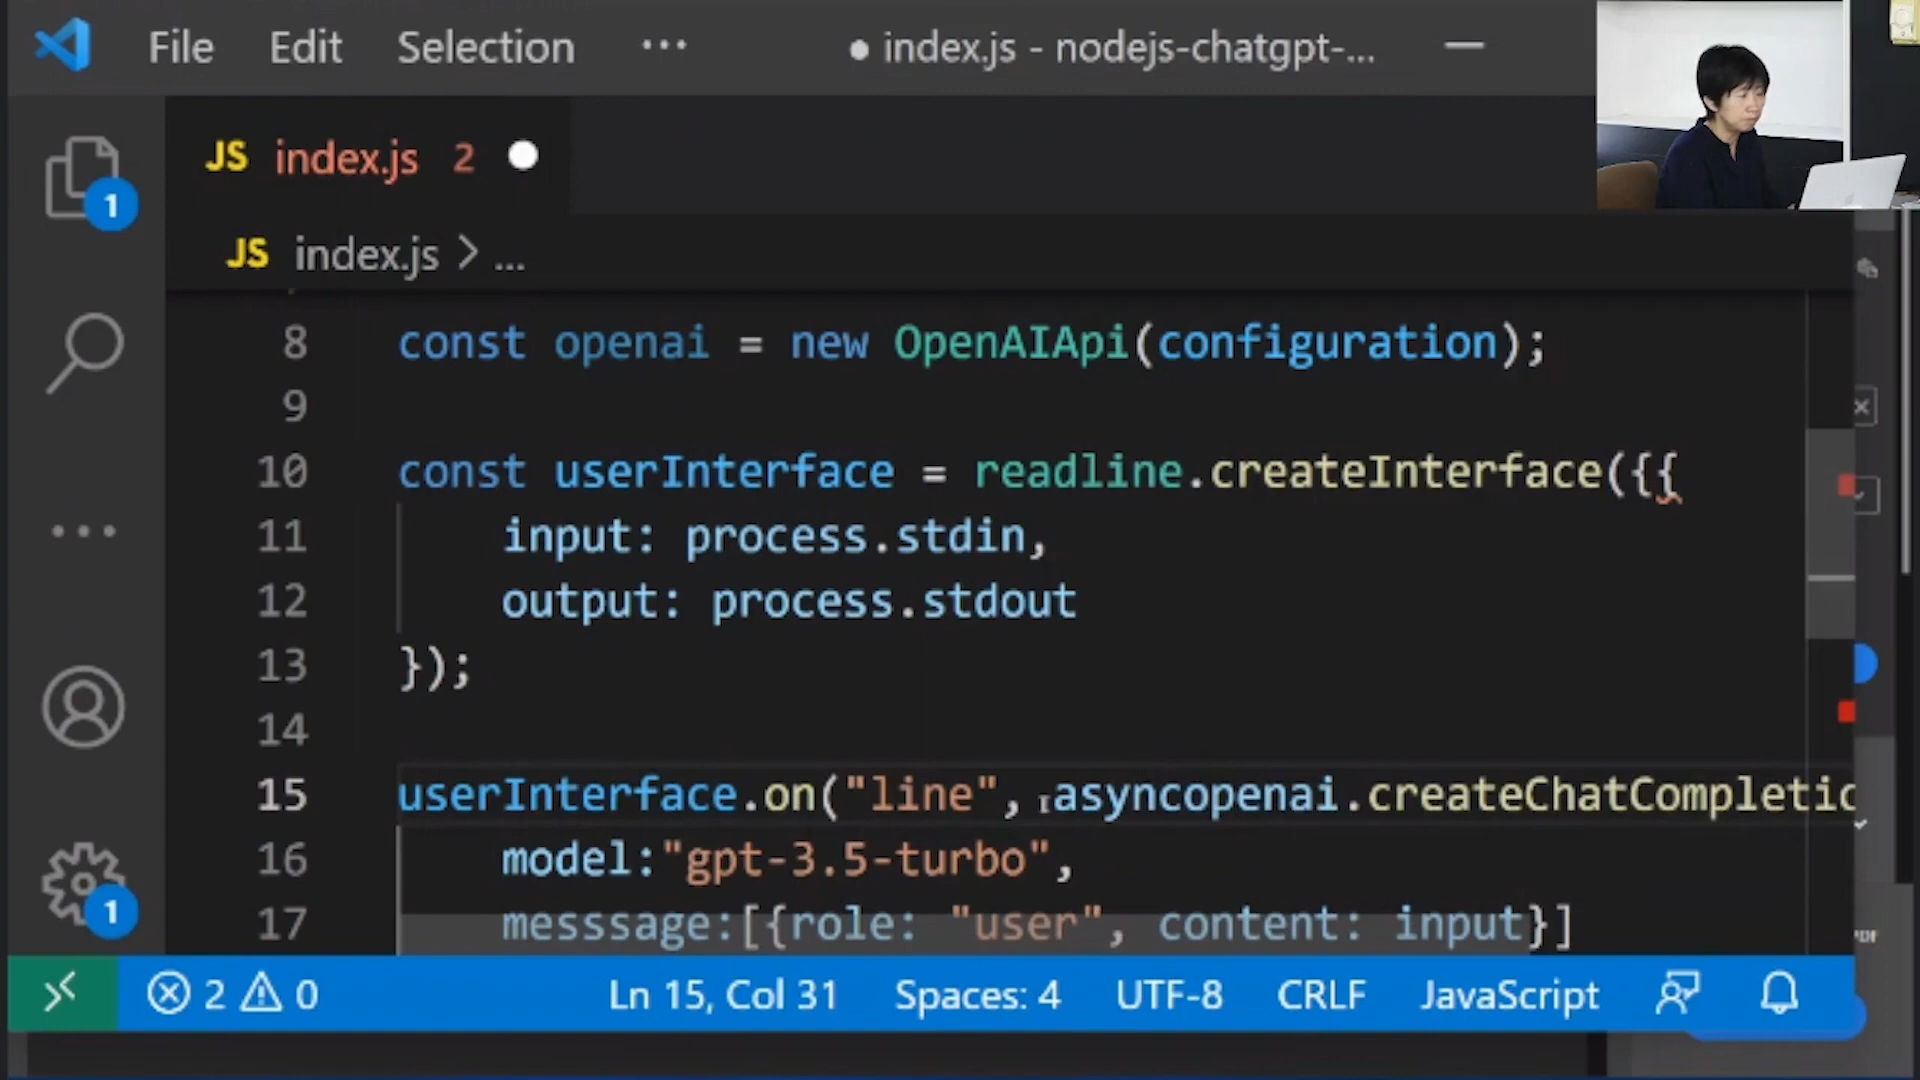 File Edit Selection ··· ● index.js - nodejs-chatgpt-...
JS index.js 2
1
JS index.js > ...
8 const openai = new OpenAIApi(configuration);
9
10 const userInterface = readline.createInterface({{
11 input: process.stdin,
12 output: process.stdout
13 });
14
15 userInterface.on("line", asyncopenai.createChatCompletio
16 model:"gpt-3.5-turbo",
17 messsage:[{role: "user", content: input}]
1
2 0 Ln 15, Col 31 Spaces: 4 UTF-8 CRLF JavaScript